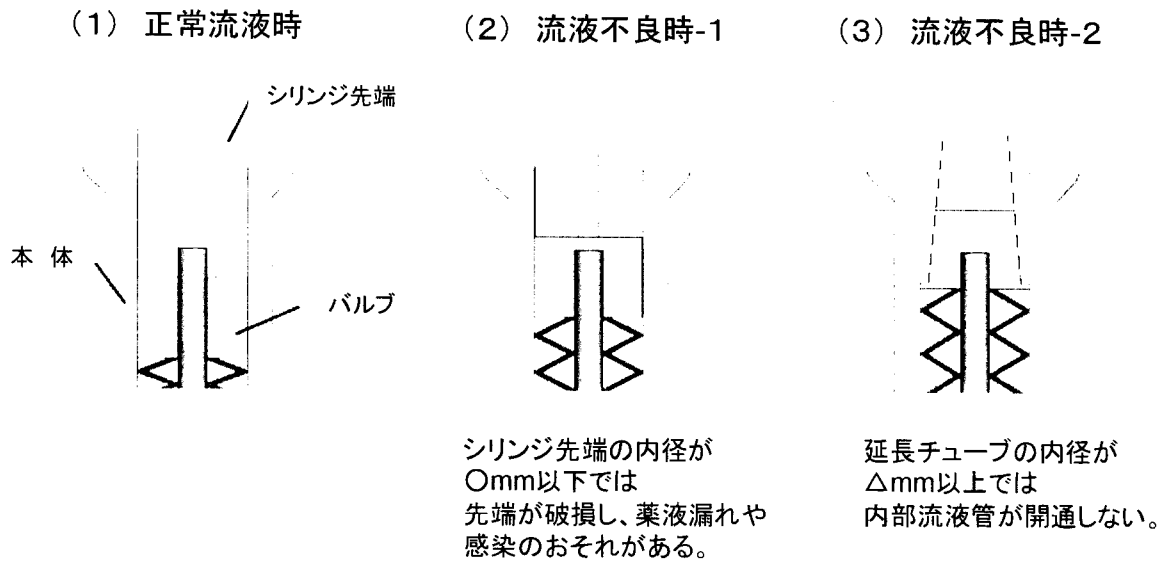 (1) 正常流液時
(2) 流液不良時-1
(3) 流液不良時-2
シリンジ先端
本 体
バルブ
シリンジ先端の内径が
○mm以下では
先端が破損し、薬液漏れや
感染のおそれがある。
延長チューブの内径が
△mm以上では
内部流液管が開通しない。